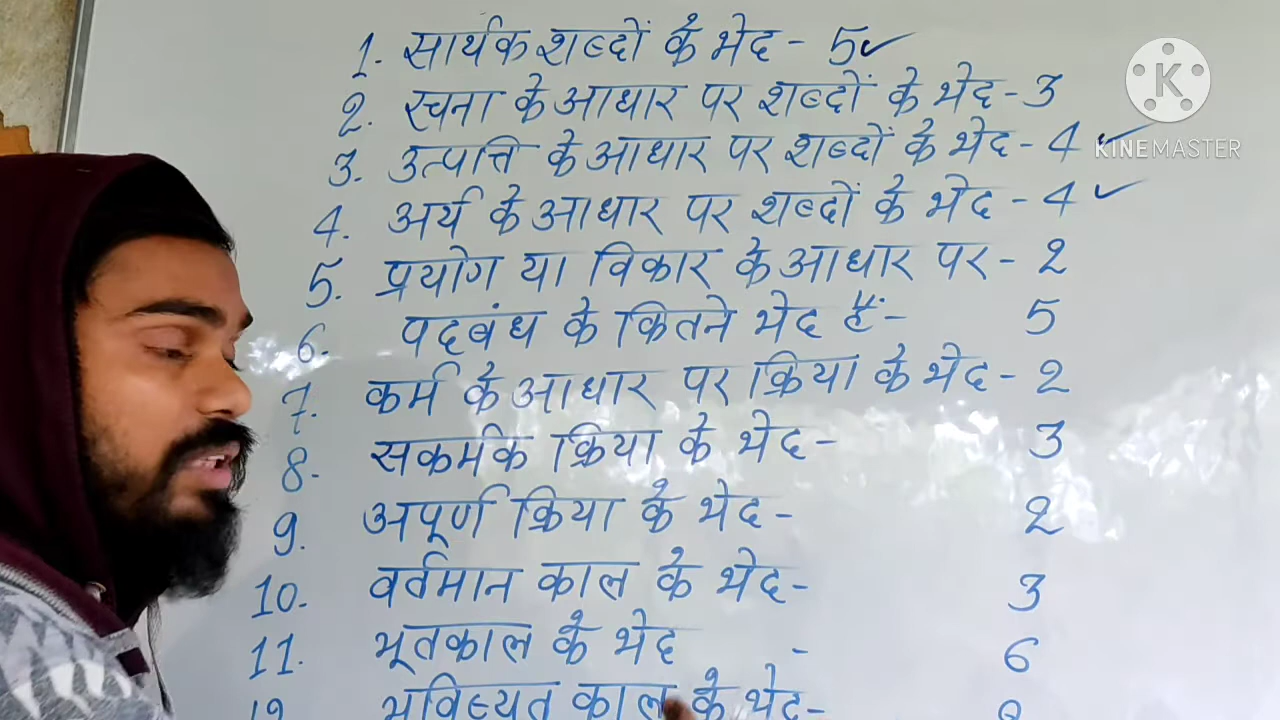 1. सार्थक शब्दों के भेद - 5✓
2. रचना के आधार पर शब्दों के भेद - 3
3. उत्पत्ति के आधार पर शब्दों के भेद - 4 ✓
4. अर्थ के आधार पर शब्दों के भेद - 4 ✓
5. प्रयोग या विकार के आधार पर - 2
6. पदबंध के कितने भेद हैं - 5
7. कर्म के आधार पर क्रिया के भेद - 2
8. सकर्मक क्रिया के भेद - 3
9. अपूर्ण क्रिया के भेद - 2
10. वर्तमान काल के भेद - 3
11. भूतकाल के भेद - 6
12 भविष्यत काल के भेद -
K
KINEMASTER